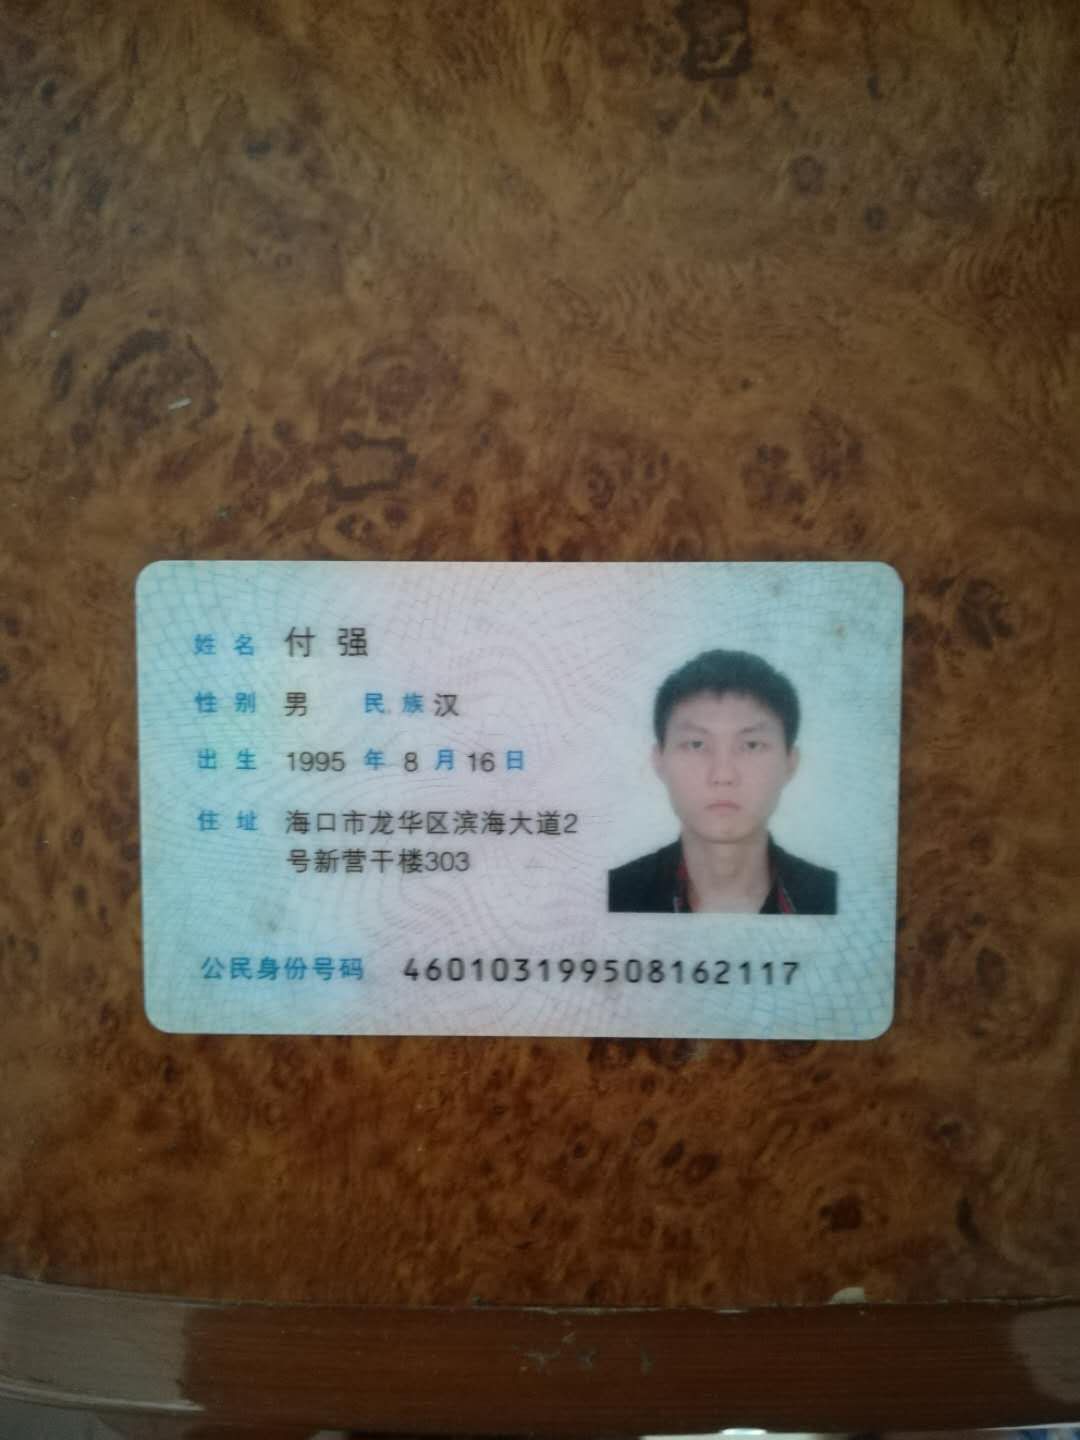 姓名 付强
性别 男 民族 汉
出生 1995 年 8 月 16 日
住址 海口市龙华区滨海大道2
号新营干楼303
公民身份号码 460103199508162117